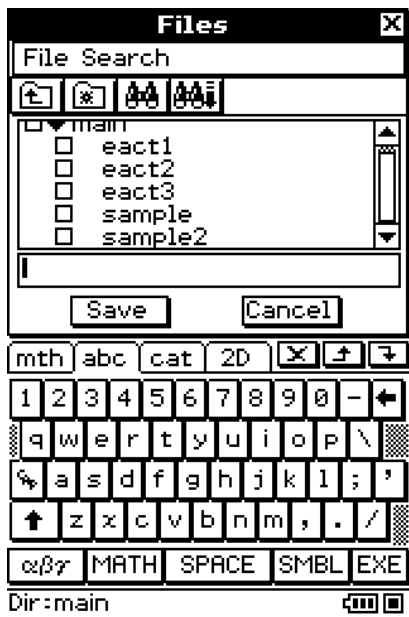 Files
File Search
main
eact1
eact2
eact3
sample
sample2
Save Cancel
mth abc cat 2D
1 2 3 4 5 6 7 8 9 0 -
q w e r t y u i o p \
a s d f g h j k l ; '
z x c v b n m , . /
αβγ MATH SPACE SMBL EXE
Dir:main